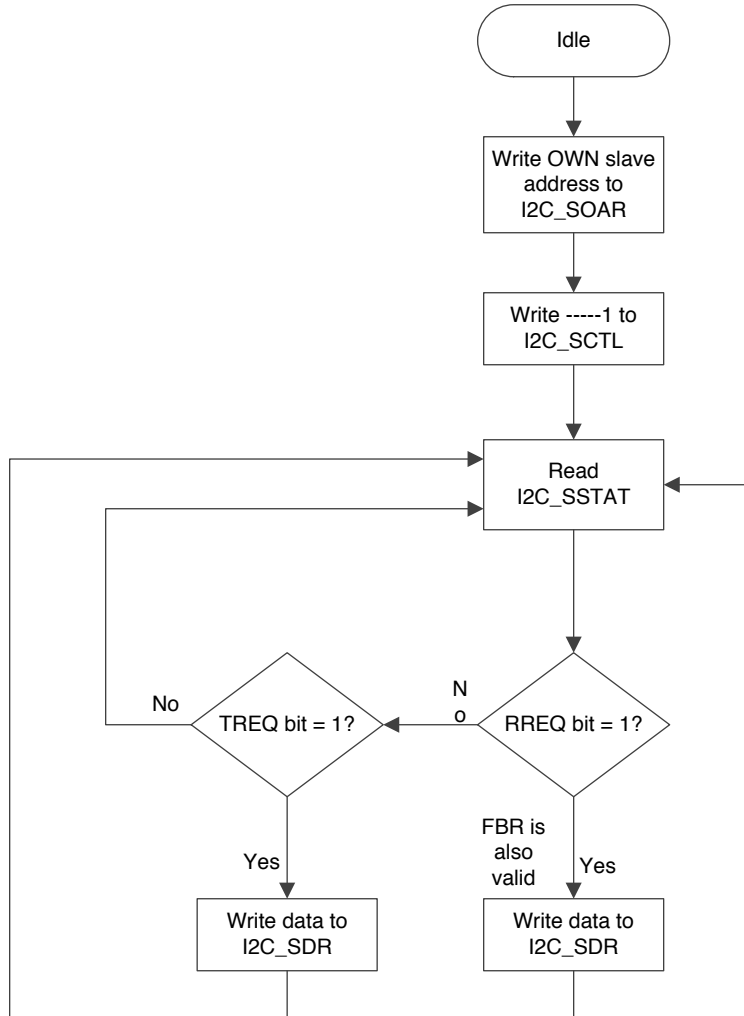 Idle
Write OWN slave
address to
I2C_SOAR
Write -----1 to
I2C_SCTL
Read
I2C_SSTAT
No
TREQ bit = 1?
N
o
RREQ bit = 1?
Yes
FBR is
also
valid
Yes
Write data to
I2C_SDR
Write data to
I2C_SDR